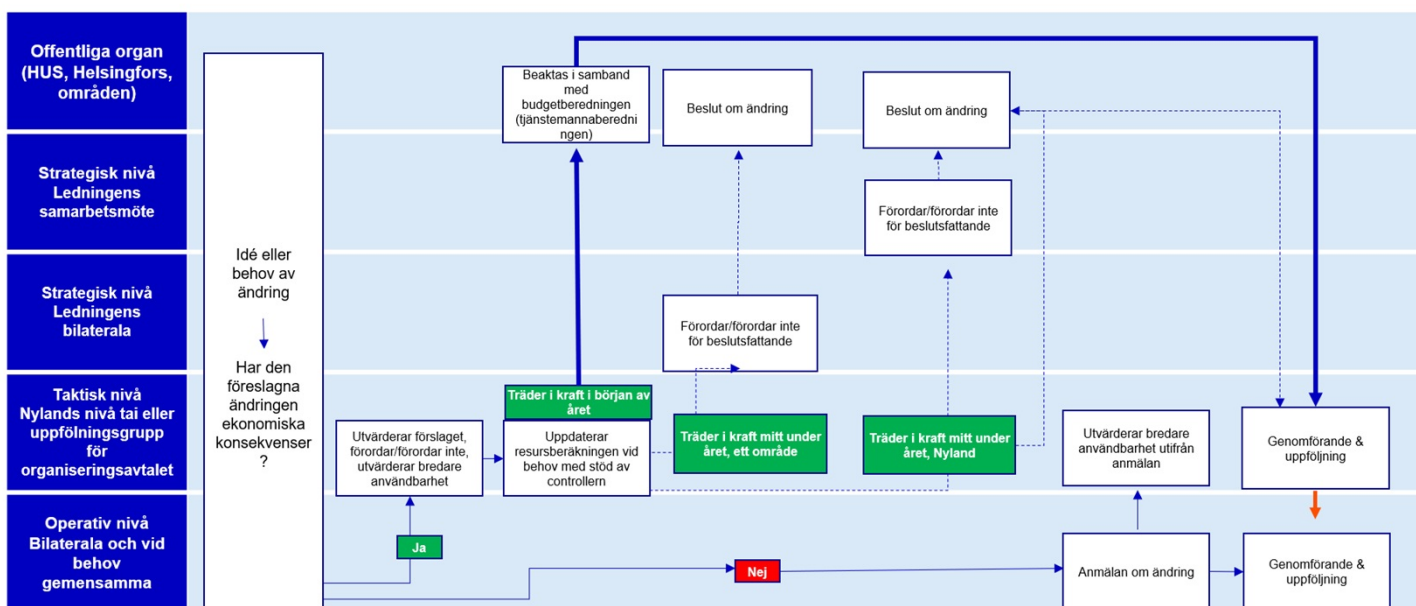 Offentliga organ
(HUS, Helsingfors,
områden)
Beaktas i samband
med
budgetberedningen
(tjänstemannaberedni
ngen)
Beslut om ändring
Beslut om ändring
Strategisk nivå
Ledningens
samarbetsmöte
Förordar/förordar inte
för beslutsfattande
Idé eller
behov av
ändring
Har den
föreslagna
ändringen
ekonomiska
konsekvenser
?
Strategisk nivå
Ledningens
bilaterala
Förordar/förordar inte
för beslutsfattande
Taktisk nivå
Nylands nivå tai eller
uppfölningsgrupp
för
organiseringsavtalet
Utvärderar förslaget,
förordar/förordar inte,
utvärderar bredare
användbarhet
Träder i kraft i början av
året
Uppdaterar
resursberäkningen vid
behov med stöd av
controllern
Träder i kraft mitt under
året, ett område
Träder i kraft mitt under
året, Nyland
Utvärderar bredare
användbarhet utifrån
anmälan
Genomförande &
uppföljning
Operativ nivå
Bilaterala och vid
behov
gemensamma
Ja
Nej
Anmälan om ändring
Genomförande &
uppföljning